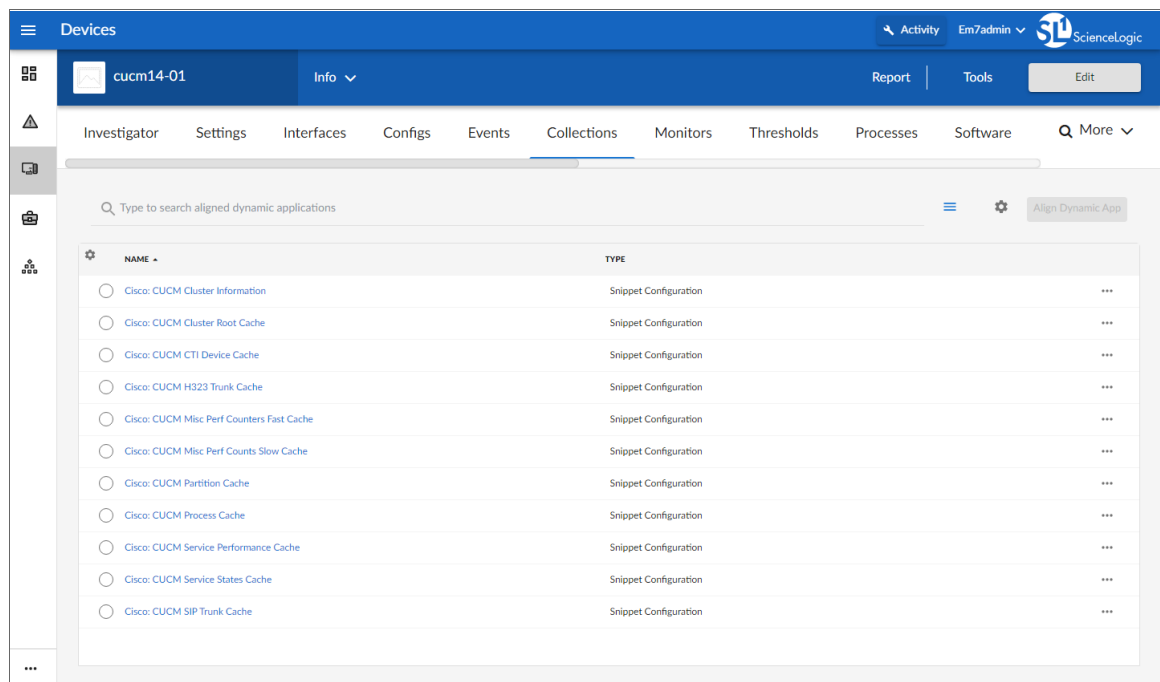 Devices
Activity
Em7admin
SL1 ScienceLogic
cucm14-01
Info
Report
Tools
Edit
Investigator
Settings
Interfaces
Configs
Events
Collections
Monitors
Thresholds
Processes
Software
More
Type to search aligned dynamic applications
Align Dynamic App
NAME
TYPE
Cisco: CUCM Cluster Information
Snippet Configuration
Cisco: CUCM Cluster Root Cache
Snippet Configuration
Cisco: CUCM CTI Device Cache
Snippet Configuration
Cisco: CUCM H323 Trunk Cache
Snippet Configuration
Cisco: CUCM Misc Perf Counters Fast Cache
Snippet Configuration
Cisco: CUCM Misc Perf Counts Slow Cache
Snippet Configuration
Cisco: CUCM Partition Cache
Snippet Configuration
Cisco: CUCM Process Cache
Snippet Configuration
Cisco: CUCM Service Performance Cache
Snippet Configuration
Cisco: CUCM Service States Cache
Snippet Configuration
Cisco: CUCM SIP Trunk Cache
Snippet Configuration